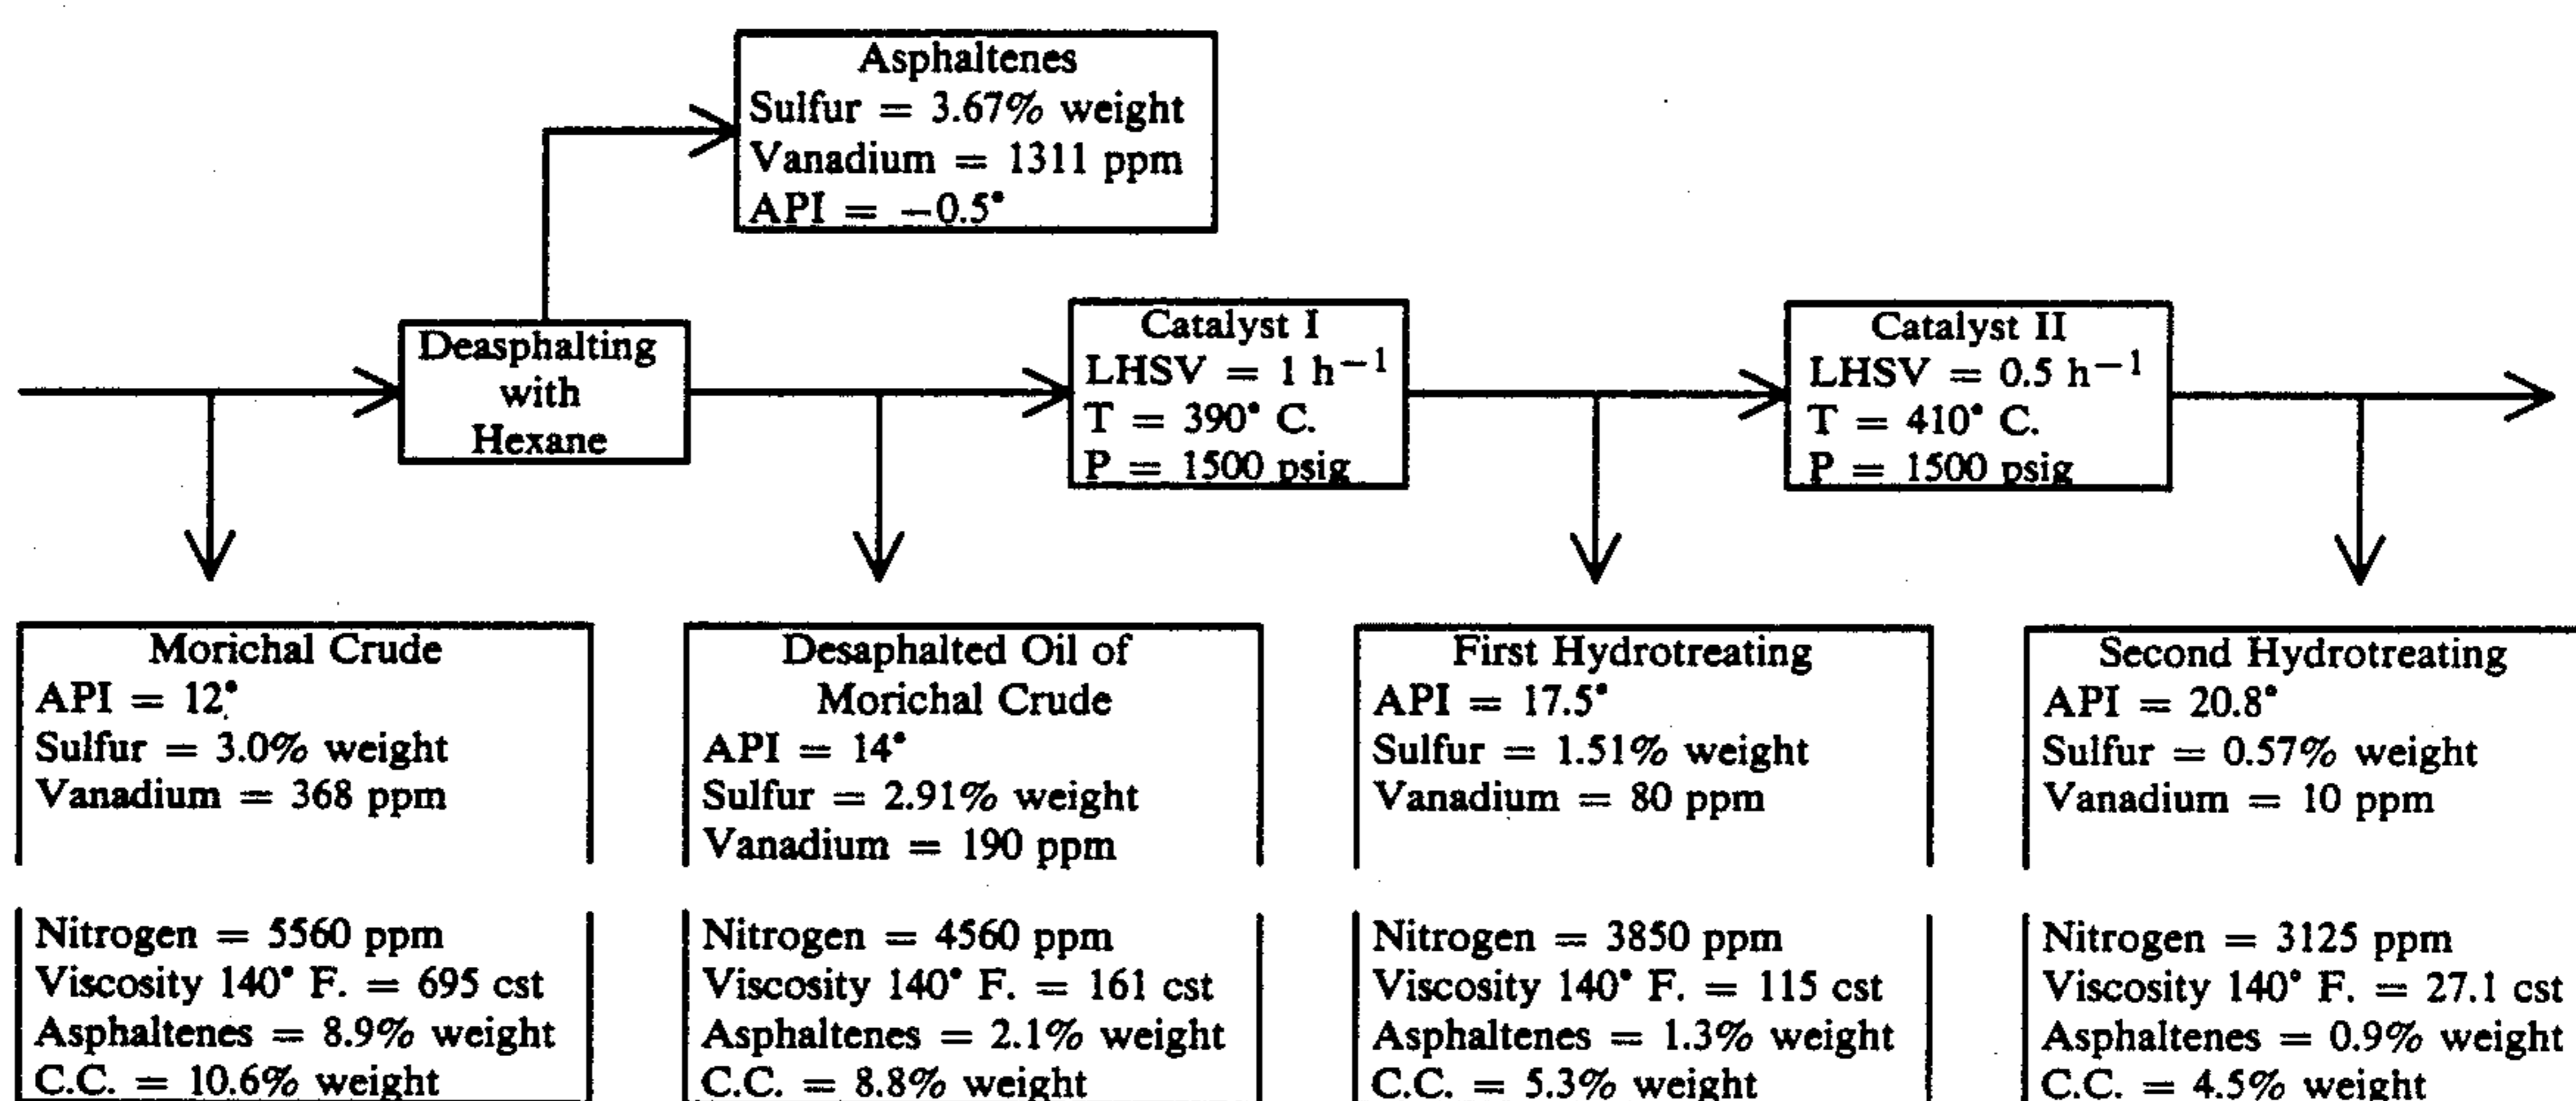 Asphaltenes
Sulfur = 3.67% weight
Vanadium = 1311 ppm
API = −0.5°
Deasphalting
with
Hexane
Catalyst I
LHSV = 1 h−1
T = 390° C.
P = 1500 psig
Catalyst II
LHSV = 0.5 h−1
T = 410° C.
P = 1500 psig
Morichal Crude
API = 12°
Sulfur = 3.0% weight
Vanadium = 368 ppm
Nitrogen = 5560 ppm
Viscosity 140° F. = 695 cst
Asphaltenes = 8.9% weight
C.C. = 10.6% weight
Desaphalted Oil of
Morichal Crude
API = 14°
Sulfur = 2.91% weight
Vanadium = 190 ppm
Nitrogen = 4560 ppm
Viscosity 140° F. = 161 cst
Asphaltenes = 2.1% weight
C.C. = 8.8% weight
First Hydrotreating
API = 17.5°
Sulfur = 1.51% weight
Vanadium = 80 ppm
Nitrogen = 3850 ppm
Viscosity 140° F. = 115 cst
Asphaltenes = 1.3% weight
C.C. = 5.3% weight
Second Hydrotreating
API = 20.8°
Sulfur = 0.57% weight
Vanadium = 10 ppm
Nitrogen = 3125 ppm
Viscosity 140° F. = 27.1 cst
Asphaltenes = 0.9% weight
C.C. = 4.5% weight